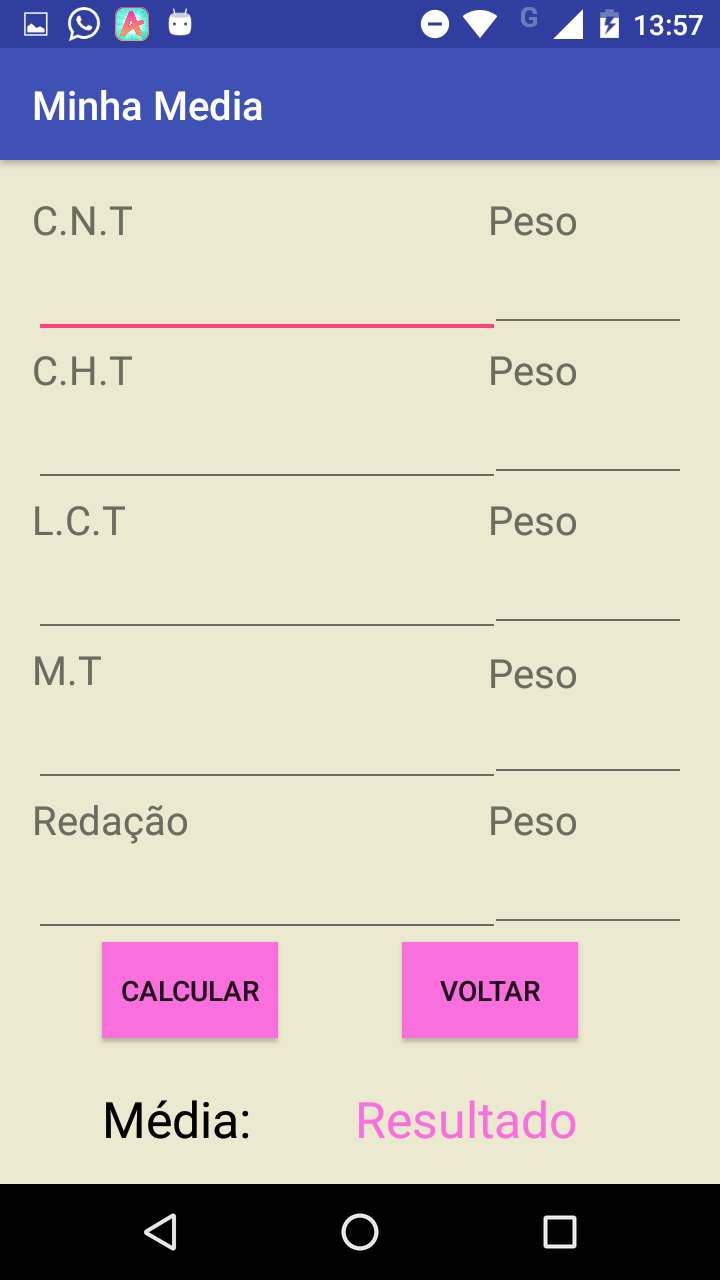 G 13:57
Minha Media
C.N.T Peso
C.H.T Peso
L.C.T Peso
M.T Peso
Redação Peso
CALCULAR VOLTAR
Média: Resultado